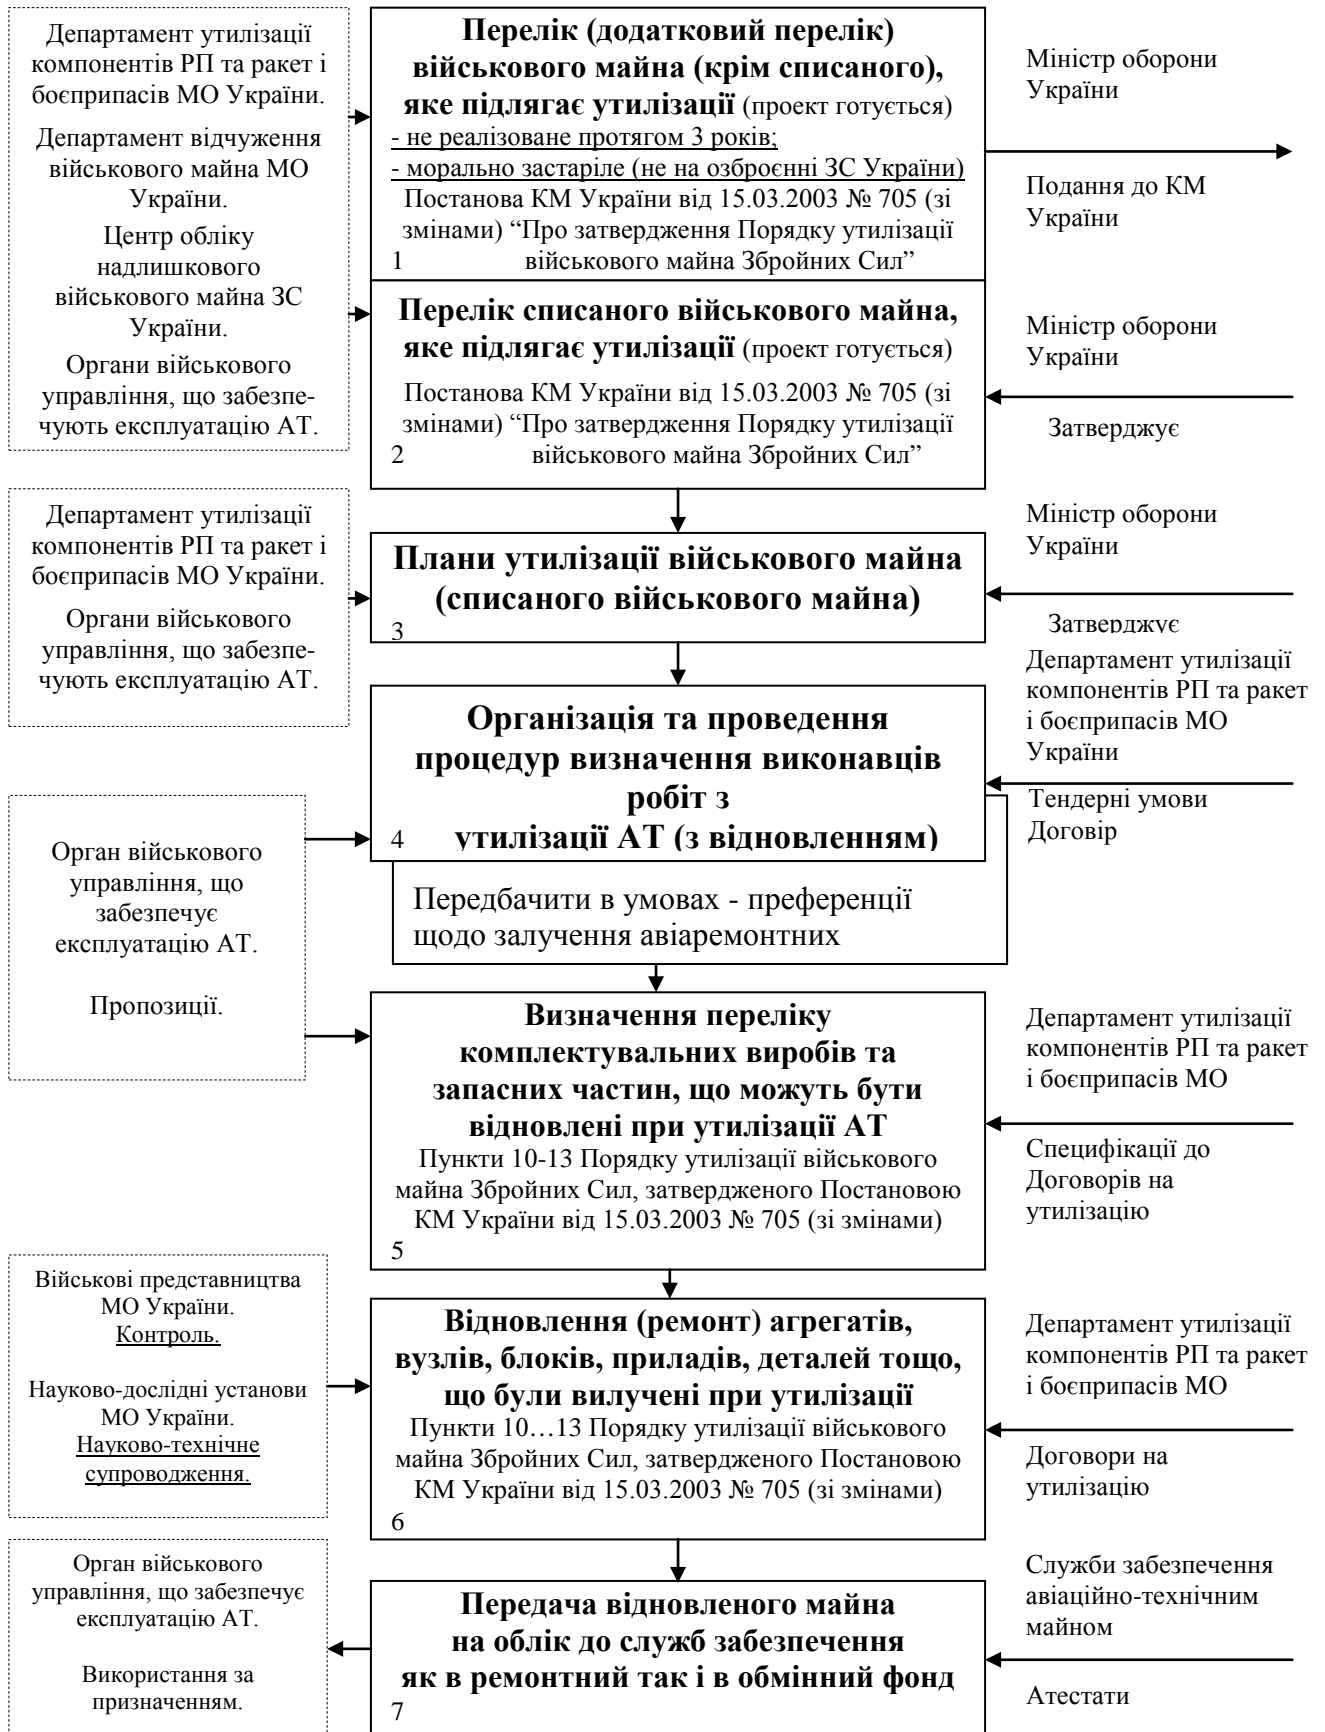 Департамент утилізації
компонентів РП та ракет і
боєприпасів МО України.
Департамент відчуження
військового майна МО
України.
Центр обліку
надлишкового
військового майна ЗС
України.
Органи військового
управління, що забезпе-
чують експлуатацію АТ.
Перелік (додатковий перелік)
військового майна (крім списаного),
яке підлягає утилізації (проект готується)
- не реалізоване протягом 3 років;
- морально застаріле (не на озброєнні ЗС України)
Постанова КМ України від 15.03.2003 № 705 (зі
змінами) “Про затвердження Порядку утилізації
1 військового майна Збройних Сил”
Міністр оборони
України
Подання до КМ
України
Перелік списаного військового майна,
яке підлягає утилізації (проект готується)
Постанова КМ України від 15.03.2003 № 705 (зі
змінами) “Про затвердження Порядку утилізації
2 військового майна Збройних Сил”
Міністр оборони
України
Затверджує
Департамент утилізації
компонентів РП та ракет і
боєприпасів МО України.
Органи військового
управління, що забезпе-
чують експлуатацію АТ.
Плани утилізації військового майна
(списаного військового майна)
3
Міністр оборони
України
Затверджує
Організація та проведення
процедур визначення виконавців
робіт з
4 утилізації АТ (з відновленням)
Департамент утилізації
компонентів РП та ракет
і боєприпасів МО
України
Тендерні умови
Договір
Передбачити в умовах - преференції
щодо залучення авіаремонтних
Орган військового
управління, що
забезпечує
експлуатацію АТ.
Пропозиції.
Визначення переліку
комплектувальних виробів та
запасних частин, що можуть бути
відновлені при утилізації АТ
Пункти 10-13 Порядку утилізації військового
майна Збройних Сил, затвердженого Постановою
КМ України від 15.03.2003 № 705 (зі змінами)
5
Департамент утилізації
компонентів РП та ракет
і боєприпасів МО
Специфікації до
Договорів на
утилізацію
Військові представництва
МО України.
Контроль.
Науково-дослідні установи
МО України.
Науково-технічне
супроводження.
Відновлення (ремонт) агрегатів,
вузлів, блоків, приладів, деталей тощо,
що були вилучені при утилізації
Пункти 10…13 Порядку утилізації військового
майна Збройних Сил, затвердженого Постановою
КМ України від 15.03.2003 № 705 (зі змінами)
6
Департамент утилізації
компонентів РП та ракет
і боєприпасів МО
Договори на
утилізацію
Орган військового
управління, що забезпечує
експлуатацію АТ.
Використання за
призначенням.
Передача відновленого майна
на облік до служб забезпечення
як в ремонтний так і в обмінний фонд
7
Служби забезпечення
авіаційно-технічним
майном
Атестати